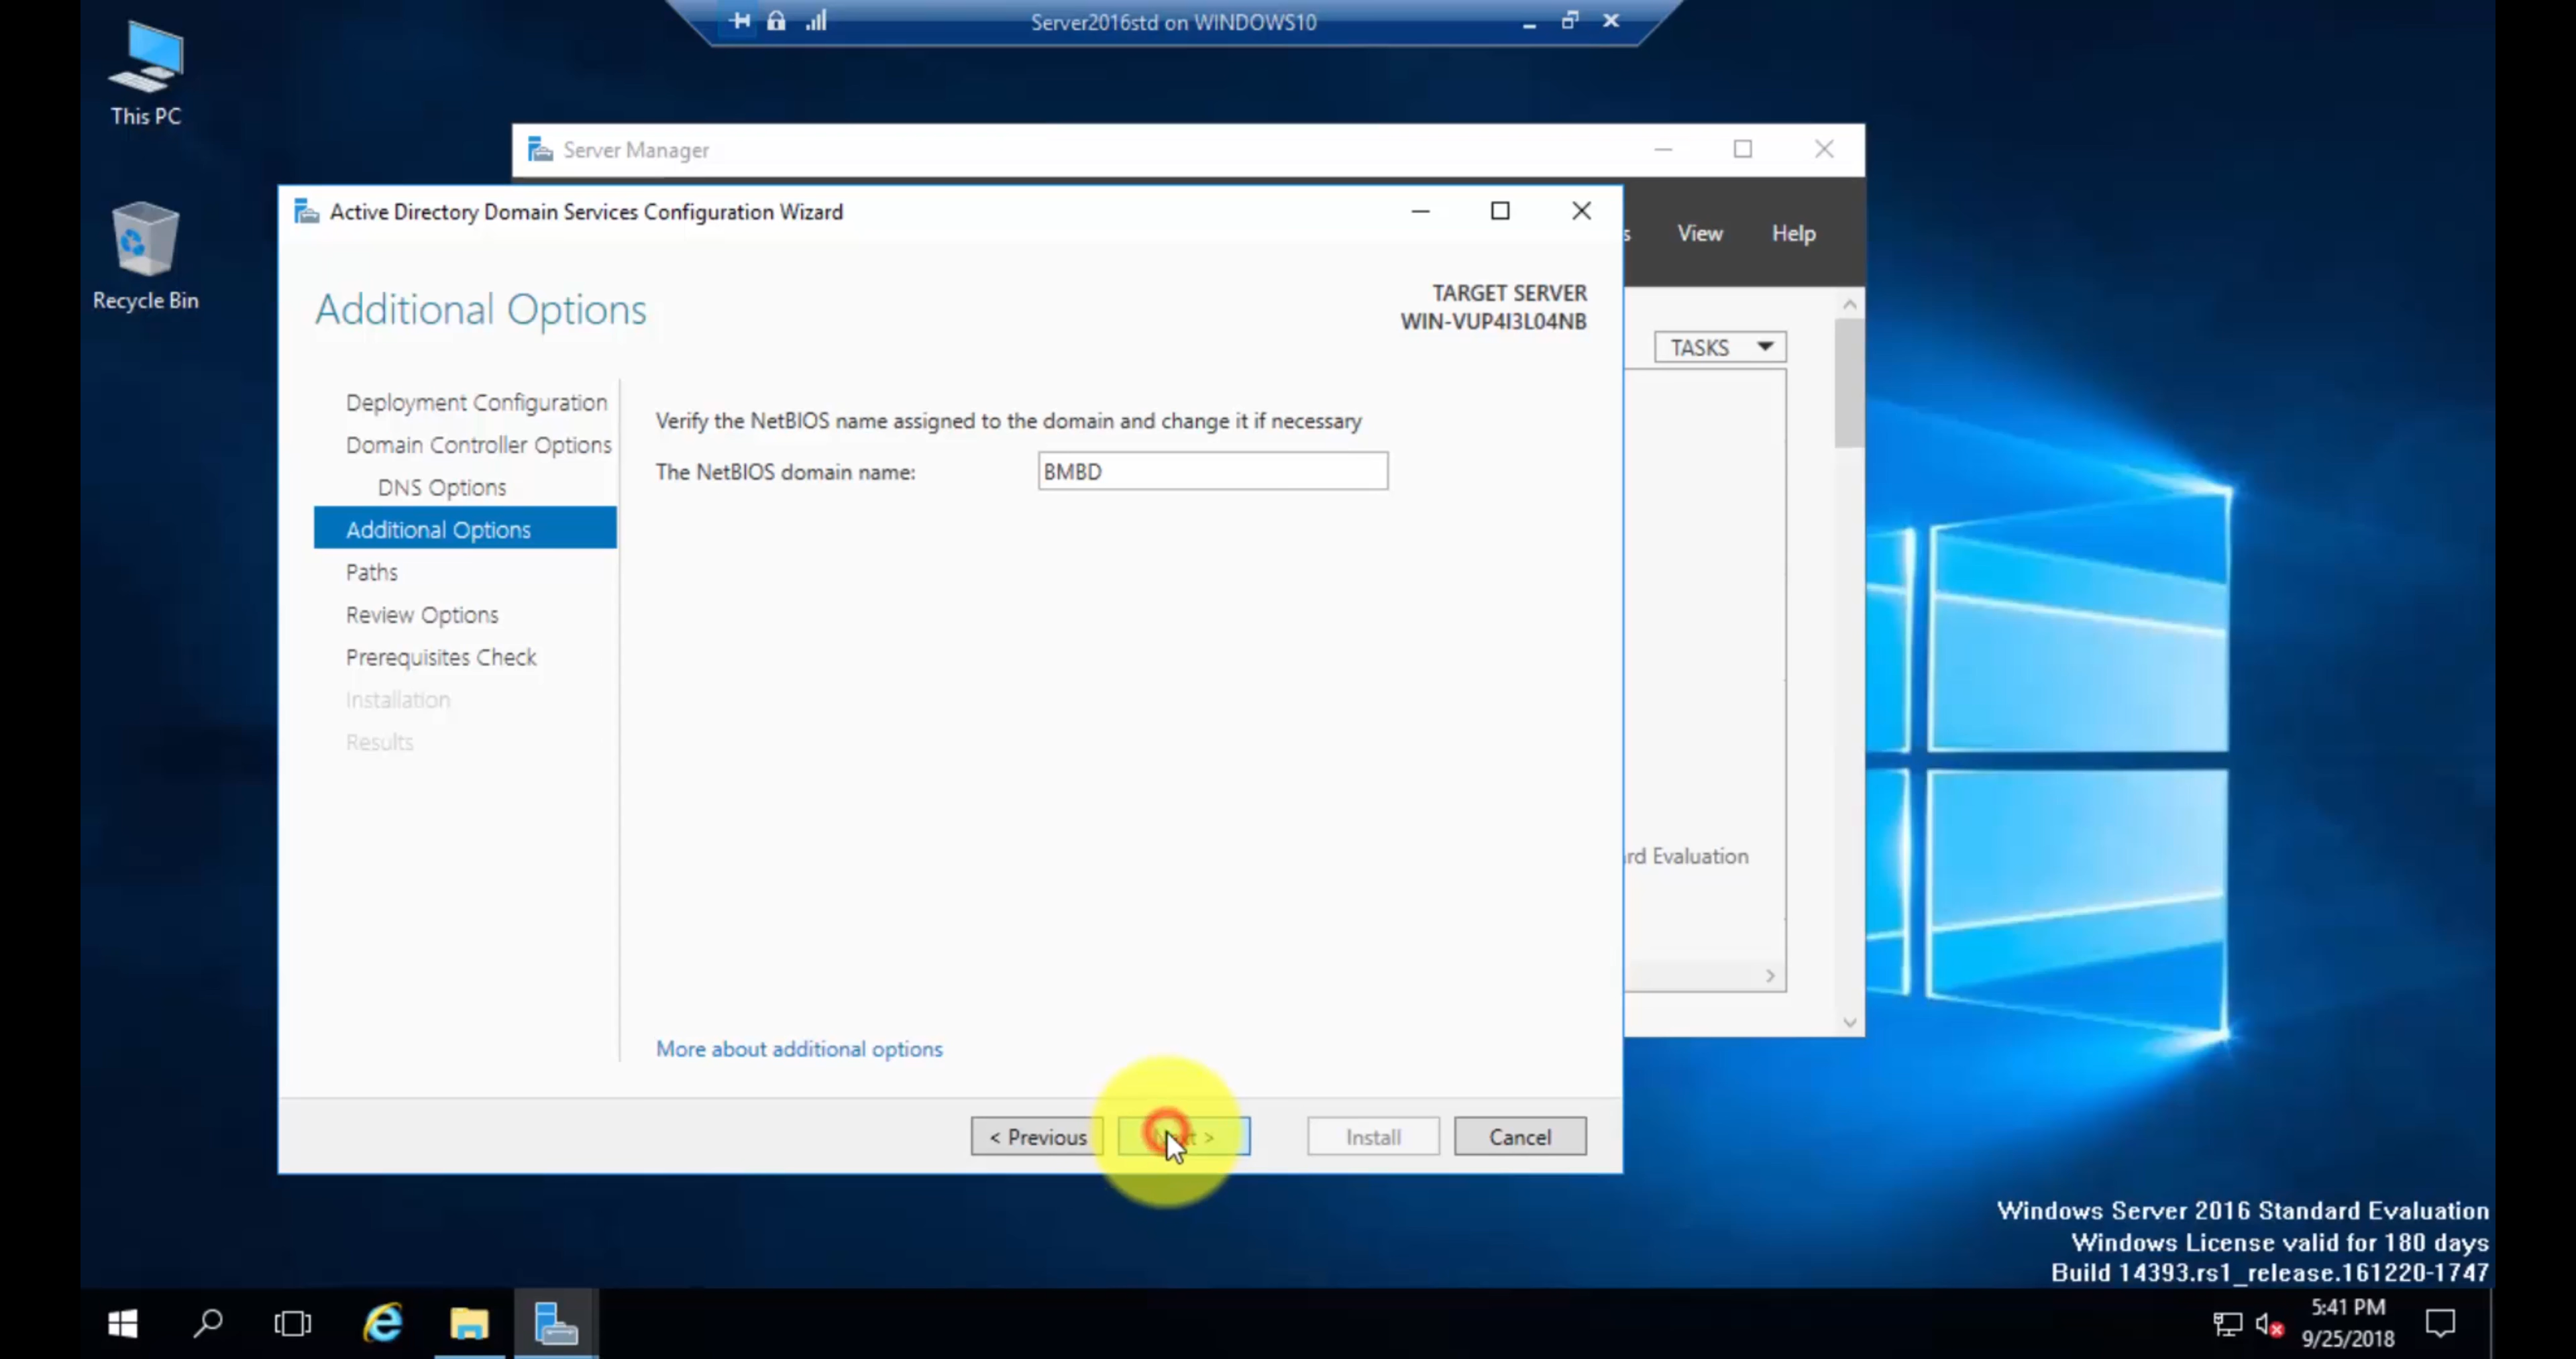 Server2016std on WINDOWS10
This PC
Recycle Bin
Server Manager
View
Help
Active Directory Domain Services Configuration Wizard
Additional Options
TARGET SERVER
WIN-VUP4I3L04NB
TASKS
Deployment Configuration
Domain Controller Options
DNS Options
Additional Options
Paths
Review Options
Prerequisites Check
Installation
Results
Verify the NetBIOS name assigned to the domain and change it if necessary
The NetBIOS domain name: BMBD
Evaluation
More about additional options
< Previous
Next >
Install
Cancel
Windows Server 2016 Standard Evaluation
Windows License valid for 180 days
Build 14393.rs1_release.161220-1747
5:41 PM
9/25/2018